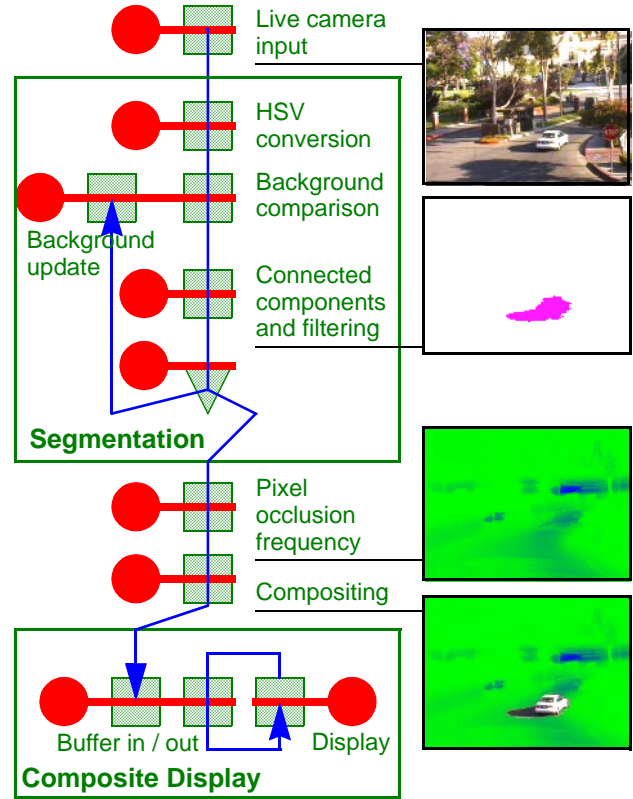 Live camera
input
HSV
conversion
Background
comparison
Background
update
Connected
components
and filtering
Segmentation
Pixel
occlusion
frequency
Compositing
Buffer in / out
Display
Composite Display